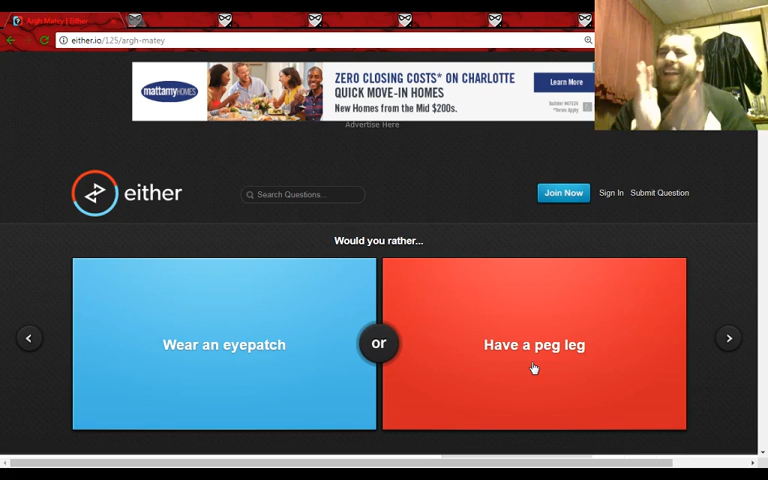 Argh Matey | Either
either.io/125/argh-matey
mattamyHOMES
ZERO CLOSING COSTS* ON CHARLOTTE
QUICK MOVE-IN HOMES
New Homes from the Mid $200s.
Learn More
Advertise Here
either
Search Questions...
Join Now
Sign In
Submit Question
Would you rather...
Wear an eyepatch
or
Have a peg leg